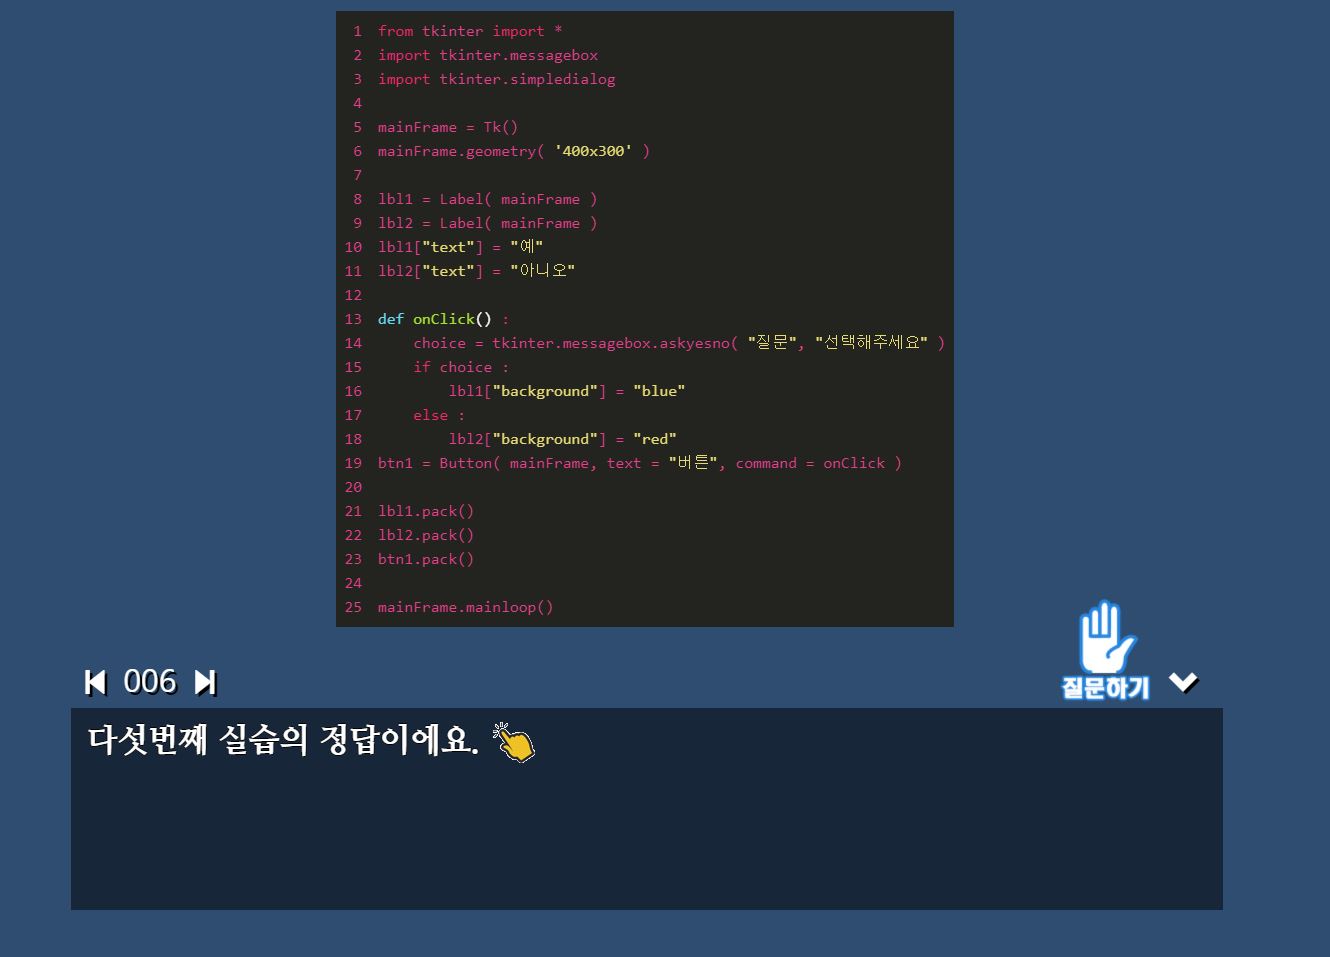 1 from tkinter import *
2 import tkinter.messagebox
3 import tkinter.simpledialog
4
5 mainFrame = Tk()
6 mainFrame.geometry( '400x300' )
7
8 lbl1 = Label( mainFrame )
9 lbl2 = Label( mainFrame )
10 lbl1["text"] = "예"
11 lbl2["text"] = "아니오"
12
13 def onClick() :
14     choice = tkinter.messagebox.askyesno( "질문", "선택해주세요" )
15     if choice :
16         lbl1["background"] = "blue"
17     else :
18         lbl2["background"] = "red"
19 btn1 = Button( mainFrame, text = "버튼", command = onClick )
20
21 lbl1.pack()
22 lbl2.pack()
23 btn1.pack()
24
25 mainFrame.mainloop()
006
질문하기
다섯번째 실습의 정답이에요.